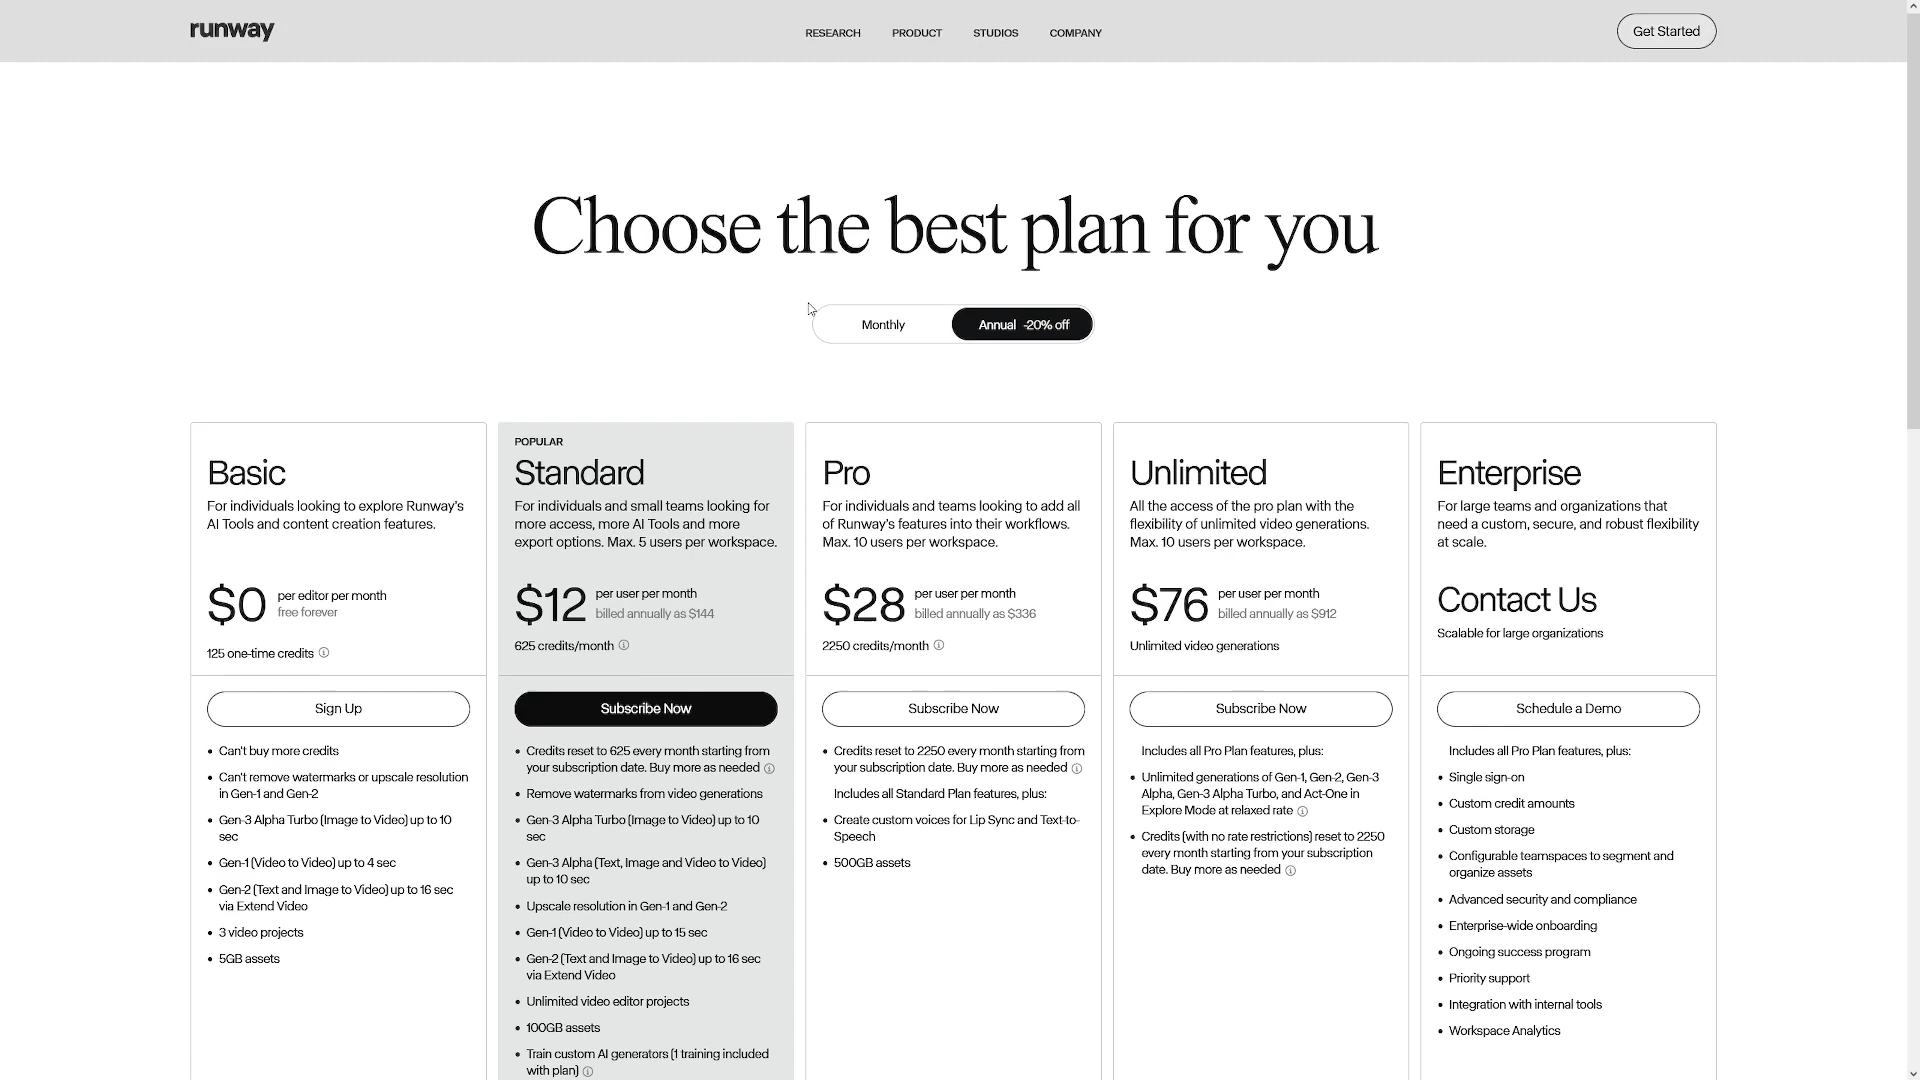 runway
RESEARCH
PRODUCT
STUDIOS
COMPANY
Get Started
Choose the best plan for you
Monthly
Annual -20% off
Basic
For individuals looking to explore Runway's
AI Tools and content creation features.
$0
per editor per month
free forever
125 one-time credits
Sign Up
• Can't buy more credits
• Can't remove watermarks or upscale resolution
in Gen-1 and Gen-2
• Gen-3 Alpha Turbo (Image to Video) up to 10
sec
• Gen-1 (Video to Video) up to 4 sec
• Gen-2 (Text and Image to Video) up to 16 sec
via Extend Video
• 3 video projects
• 5GB assets
POPULAR
Standard
For individuals and small teams looking for
more access, more AI Tools and more
export options. Max. 5 users per workspace.
$12
per user per month
billed annually as $144
625 credits/month
Subscribe Now
• Credits reset to 625 every month starting from
your subscription date. Buy more as needed
• Remove watermarks from video generations
• Gen-3 Alpha Turbo (Image to Video) up to 10
sec
• Gen-3 Alpha (Text, Image and Video to Video)
up to 10 sec
• Upscale resolution in Gen-1 and Gen-2
• Gen-1 (Video to Video) up to 15 sec
• Gen-2 (Text and Image to Video) up to 16 sec
via Extend Video
• Unlimited video editor projects
• 100GB assets
• Train custom AI generators (1 training included
with plan)
Pro
For individuals and teams looking to add all
of Runway's features into their workflows.
Max. 10 users per workspace.
$28
per user per month
billed annually as $336
2250 credits/month
Subscribe Now
• Credits reset to 2250 every month starting from
your subscription date. Buy more as needed
Includes all Standard Plan features, plus:
• Create custom voices for Lip Sync and Text-to-
Speech
• 500GB assets
Unlimited
All the access of the pro plan with the
flexibility of unlimited video generations.
Max. 10 users per workspace.
$76
per user per month
billed annually as $912
Unlimited video generations
Subscribe Now
Includes all Pro Plan features, plus:
• Unlimited generations of Gen-1, Gen-2, Gen-3
Alpha, Gen-3 Alpha Turbo, and Act-One in
Explore Mode at relaxed rate
• Credits (with no rate restrictions) reset to 2250
every month starting from your subscription
date. Buy more as needed
Enterprise
For large teams and organizations that
need a custom, secure, and robust flexibility
at scale.
Contact Us
Scalable for large organizations
Schedule a Demo
Includes all Pro Plan features, plus:
• Single sign-on
• Custom credit amounts
• Custom storage
• Configurable teamspaces to segment and
organize assets
• Advanced security and compliance
• Enterprise-wide onboarding
• Ongoing success program
• Priority support
• Integration with internal tools
• Workspace Analytics